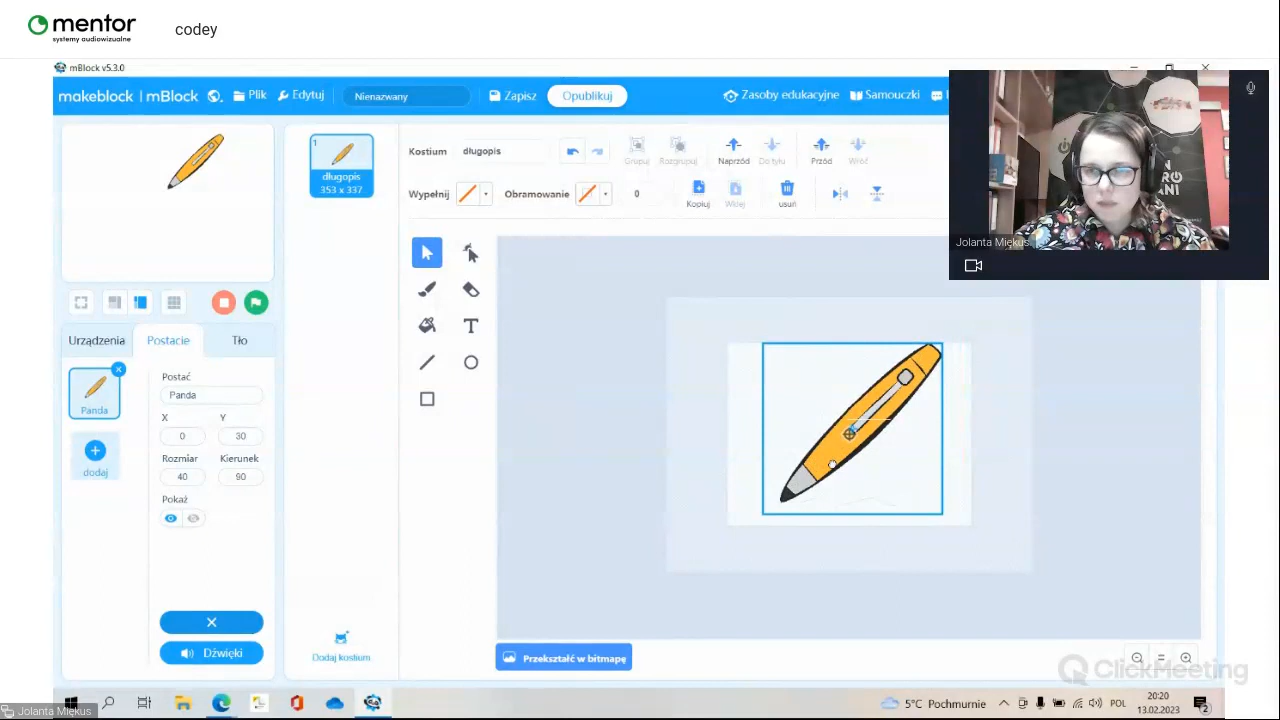 mentor
systemy audiowizualne
codey
mBlock v5.3.0
makeblock | mBlock
Plik
Edytuj
Nienazwany
Zapisz
Opublikuj
Zasoby edukacyjne
Samouczki
1
długopis
353 x 337
Kostium
długopis
Grupuj
Rozgrupuj
Naprzód
Do tyłu
Przód
Wróć
Wypełnij
Obramowanie
0
Kopiuj
Wklej
usuń
Jolanta Miękus
Urządzenia
Postacie
Tło
Panda
dodaj
Postać
Panda
X
Y
0
30
Rozmiar
Kierunek
40
90
Pokaż
Dźwięki
Dodaj kostium
Przekształć w bitmapę
ClickMeeting
Jolanta Miękus
5°C Pochmurnie
POL
20:20
13.02.2023
2